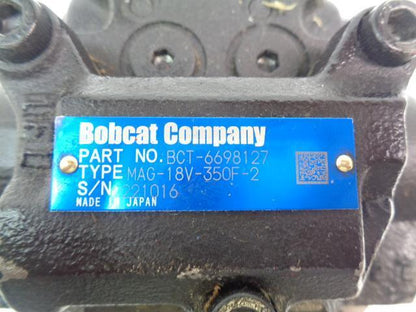 Bobcat Company
PART NO. BCT-6698127
TYPE MAG-18V-350F-2
S/N 221016
MADE IN JAPAN